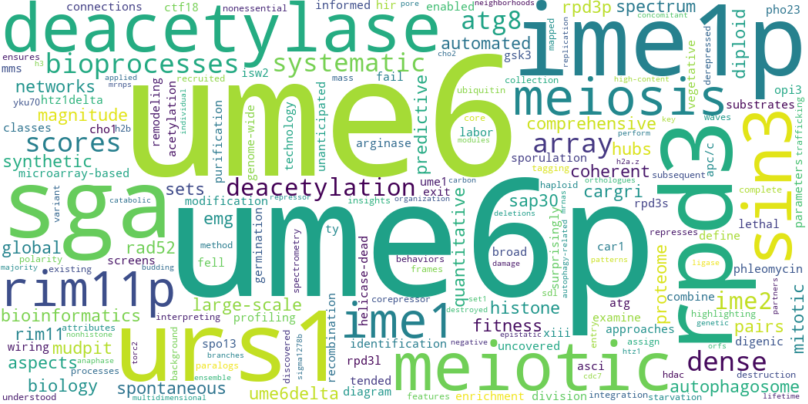 connections
ctf18
nonessential
informed
hir
pore
neighborhoods
rpd3p
spectrum
mapped
replication
concomitant
pho23
deacetylase
ime1p
enabled
atg8
automated
gsk3
high-content
derepressed
diploid
vegetative
cho2
ensures
n3
applied
mrnps
isw2
mass
fail
collection
opi3
bioprocesses
systematic
recruited
individual
ubiquitin
mms
yku70
networks
htz1delta
magnitude
classes
cho1
h2b
remodeling
acetylation
purification
genome-wide
technology
unanticipated
ume6
arginase
predictive
core
modules
labor
meiosis
substrates
key
apc/c
waves
perform
comprehensive
trafficking
parameters
scores
synthetic
microarray-based
array
hubs
sporulation
h2a.z
subsequent
tagging
orthologues
coherent
rpd3
sin3
variant
catabolic
sets
deacetylation
ume1
exit
carbon
repressor
organization
haploid
complete
cargri
rpd3s
deletions
autophagy-related
mrnas
sga
modification
insights
emg
ty
method
spectrometry
germination
ume6p
quantitative
sap30
surprisingly
define
represses
lethal
global
rad52
behaviors
frames
broad
damage
car1
patterns
ligase
phleomycin
polarity
majority
existing
budding
screens
fell
helicase-dead
corepressor
set1
destroyed
sdl
atg
proteome
combine
highlighting
genetic
partners
rim11p
large-scale
ime2
mitotic
bioinformatics
attributes
nonhistone
interpreting
profiling
ime1
histone
xiii
examine
pairs
rim11
wiring
mudpit
torc2
background
urs1
recombination
fitness
uncovered
entry
epistatic
approaches
digenic
orfs
htz1
aspects
anaphase
processes
spo13
branches
paralogs
discovered
sigma1278b
identification
negative
rpd3l
tended
assign
dense
biology
understood
spontaneous
multidimensional
ensemble
ume6delta
diagram
meiotic
asci
cdc7
features
enrichment
division
hdac
integration
starvation
autophagosome
destruction
lifetime